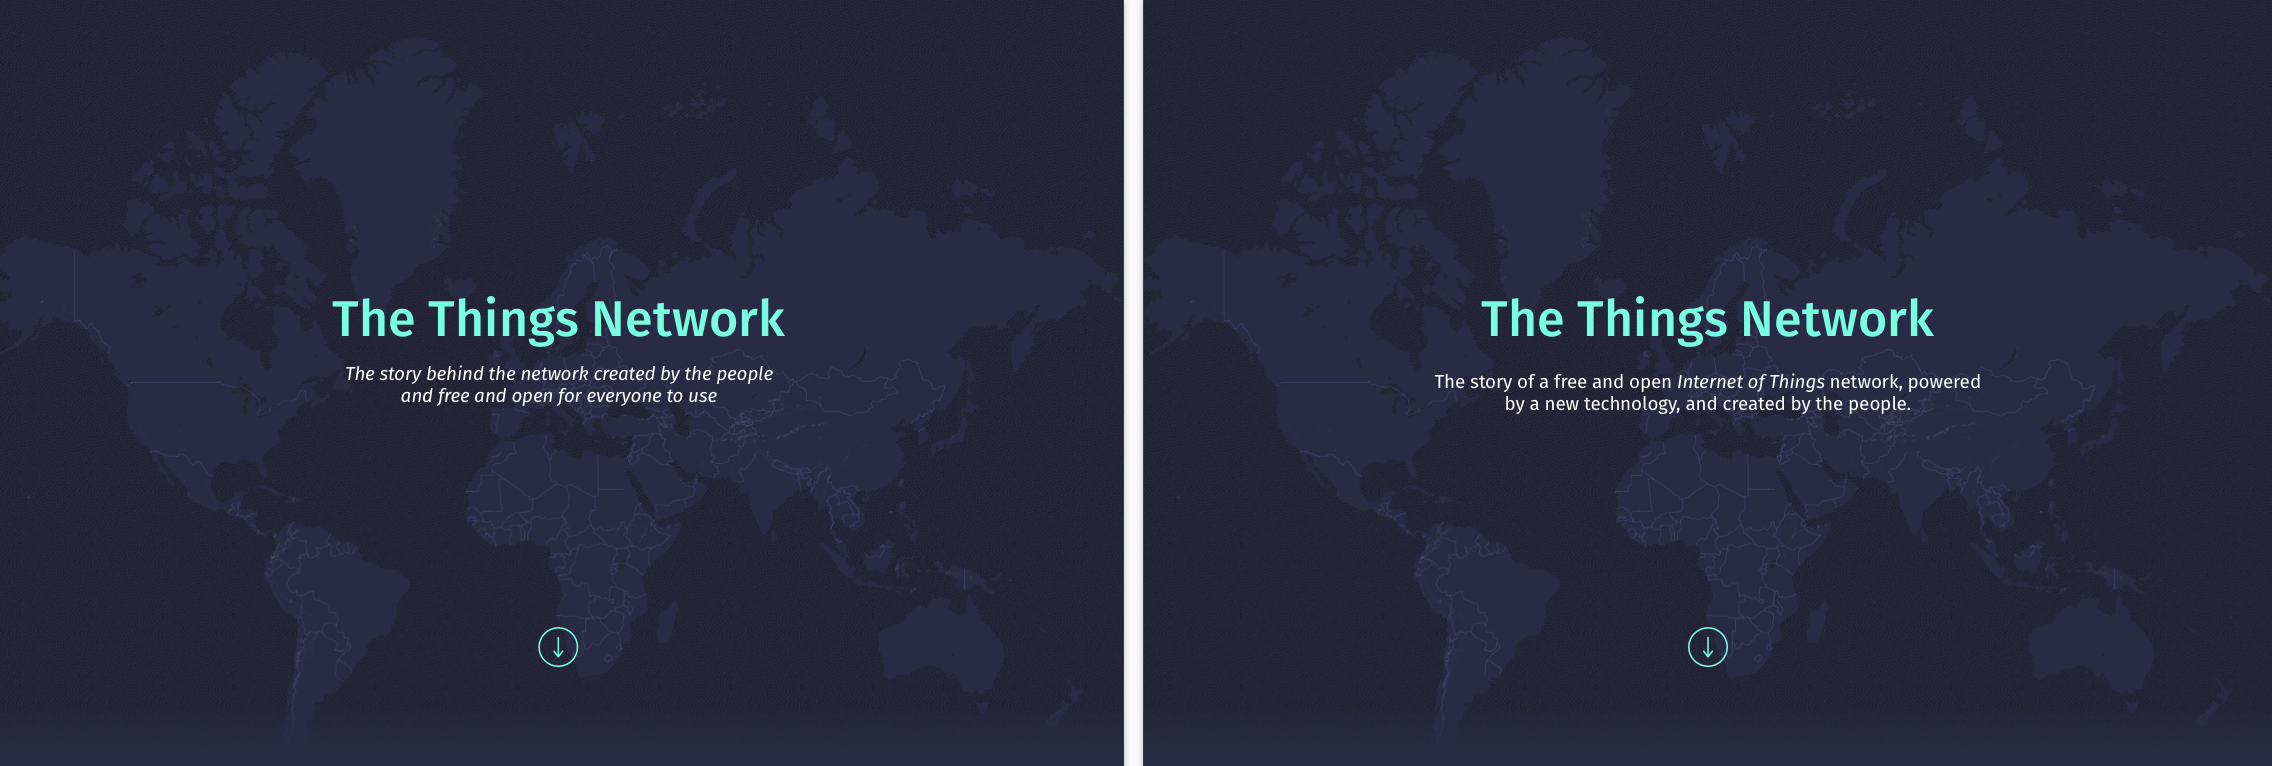 The Things Network
The story behind the network created by the people
and free and open for everyone to use
The Things Network
The story of a free and open Internet of Things network, powered
by a new technology, and created by the people.